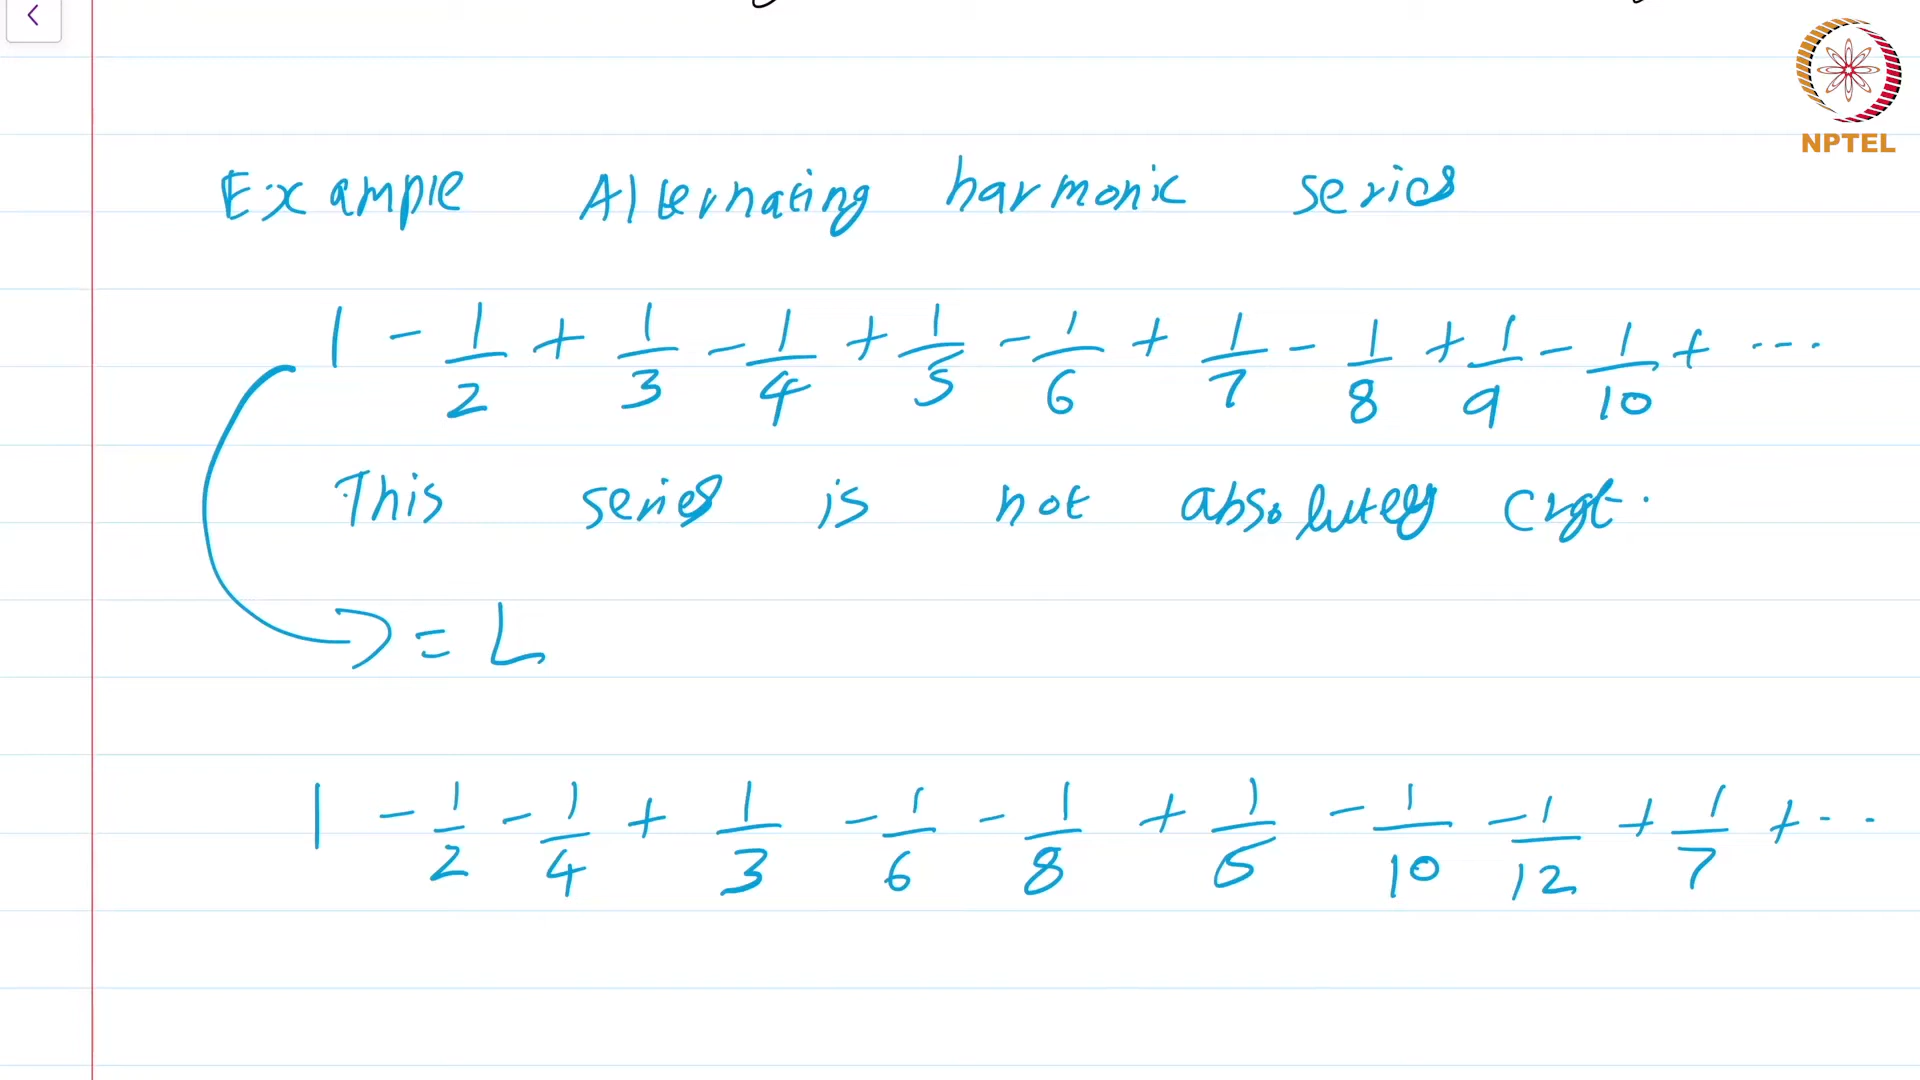 NPTEL
Example Alternating harmonic series
1 - 1/2 + 1/3 - 1/4 + 1/5 - 1/6 + 1/7 - 1/8 + 1/9 - 1/10 + ...
This series is not absolutely cvgt.
= L
1 - 1/2 - 1/4 + 1/3 - 1/6 - 1/8 + 1/5 - 1/10 - 1/12 + 1/7 + ...